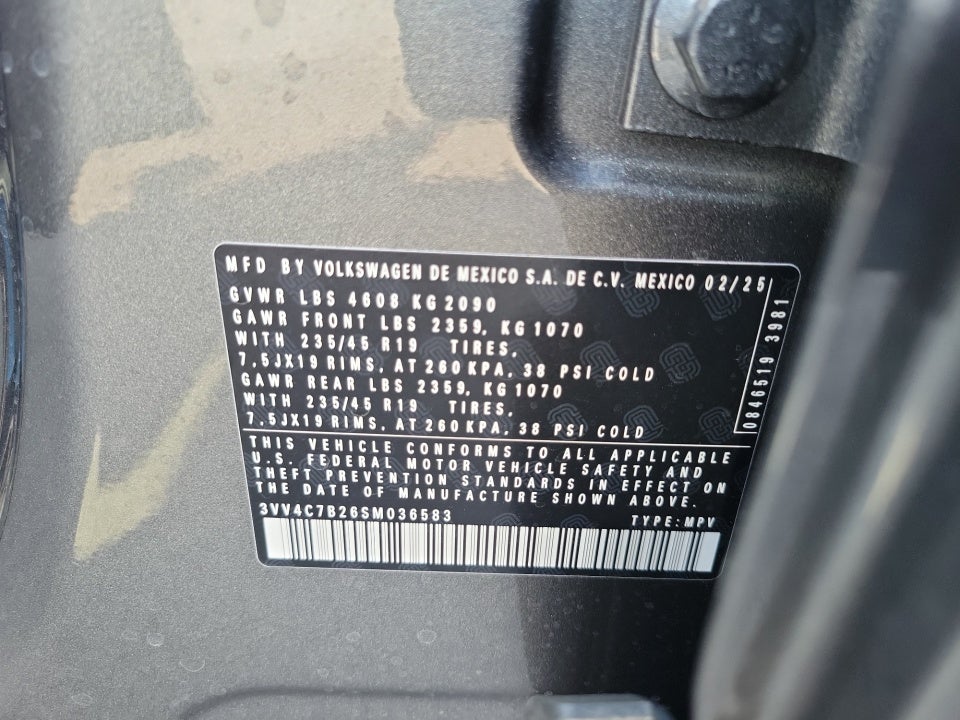 MFD BY VOLKSWAGEN DE MEXICO S.A. DE C.V. MEXICO 02/25
GVWR LBS 4608 KG 2090
GAWR FRONT LBS 2359, KG 1070
WITH 235/45 R19 TIRES,
7,5JX19 RIMS, AT 260 KPA, 38 PSI COLD
GAWR REAR LBS 2359, KG 1070
WITH 235/45 R19 TIRES,
7,5JX19 RIMS, AT 260 KPA, 38 PSI COLD
0846519 3981
THIS VEHICLE CONFORMS TO ALL APPLICABLE
U.S. FEDERAL MOTOR VEHICLE SAFETY AND
THEFT PREVENTION STANDARDS IN EFFECT ON
THE DATE OF MANUFACTURE SHOWN ABOVE.
3VV4C7B26SM036583 TYPE: MPV